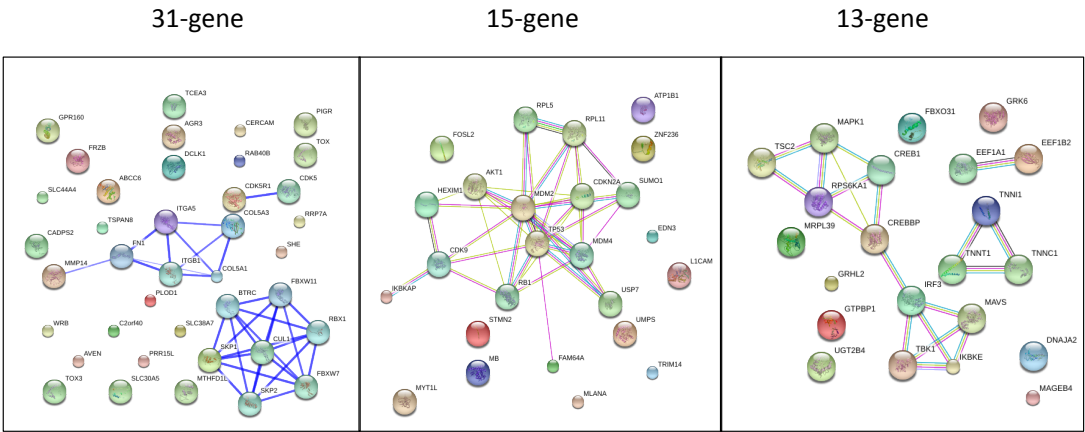 31-gene
15-gene
13-gene
TCEA3
GPR160
AGR3
CERCAM
PIGR
FRZB
DCLK1
RAB40B
TOX
SLC44A4
ABCC6
CDK5R1
CDK5
ITGA5
COL5A3
TSPAN8
RRP7A
CADPS2
FN1
SHE
MMP14
ITGB1
COL5A1
PLOD1
BTRC
FBXW11
WRB
C2orf40
SLC38A7
RBX1
SKP1
CUL1
AVEN
PRR15L
TOX3
SLC30A5
MTHFD1L
FBXW7
SKP2
RPL5
ATP1B1
FOSL2
RPL11
ZNF236
AKT1
CDKN2A
SUMO1
HEXIM1
MDM2
TP53
EDN3
CDK9
MDM4
L1CAM
IKBKAP
RB1
USP7
STMN2
UMPS
MB
FAM64A
TRIM14
MYT1L
MLANA
GRK6
MAPK1
FBXO31
TSC2
CREB1
EEF1A1
EEF1B2
RPS6KA1
TNNI1
MRPL39
CREBBP
TNNT1
TNNC1
GRHL2
IRF3
GTPBP1
MAVS
UGT2B4
TBK1
IKBKE
DNAJA2
MAGEB4